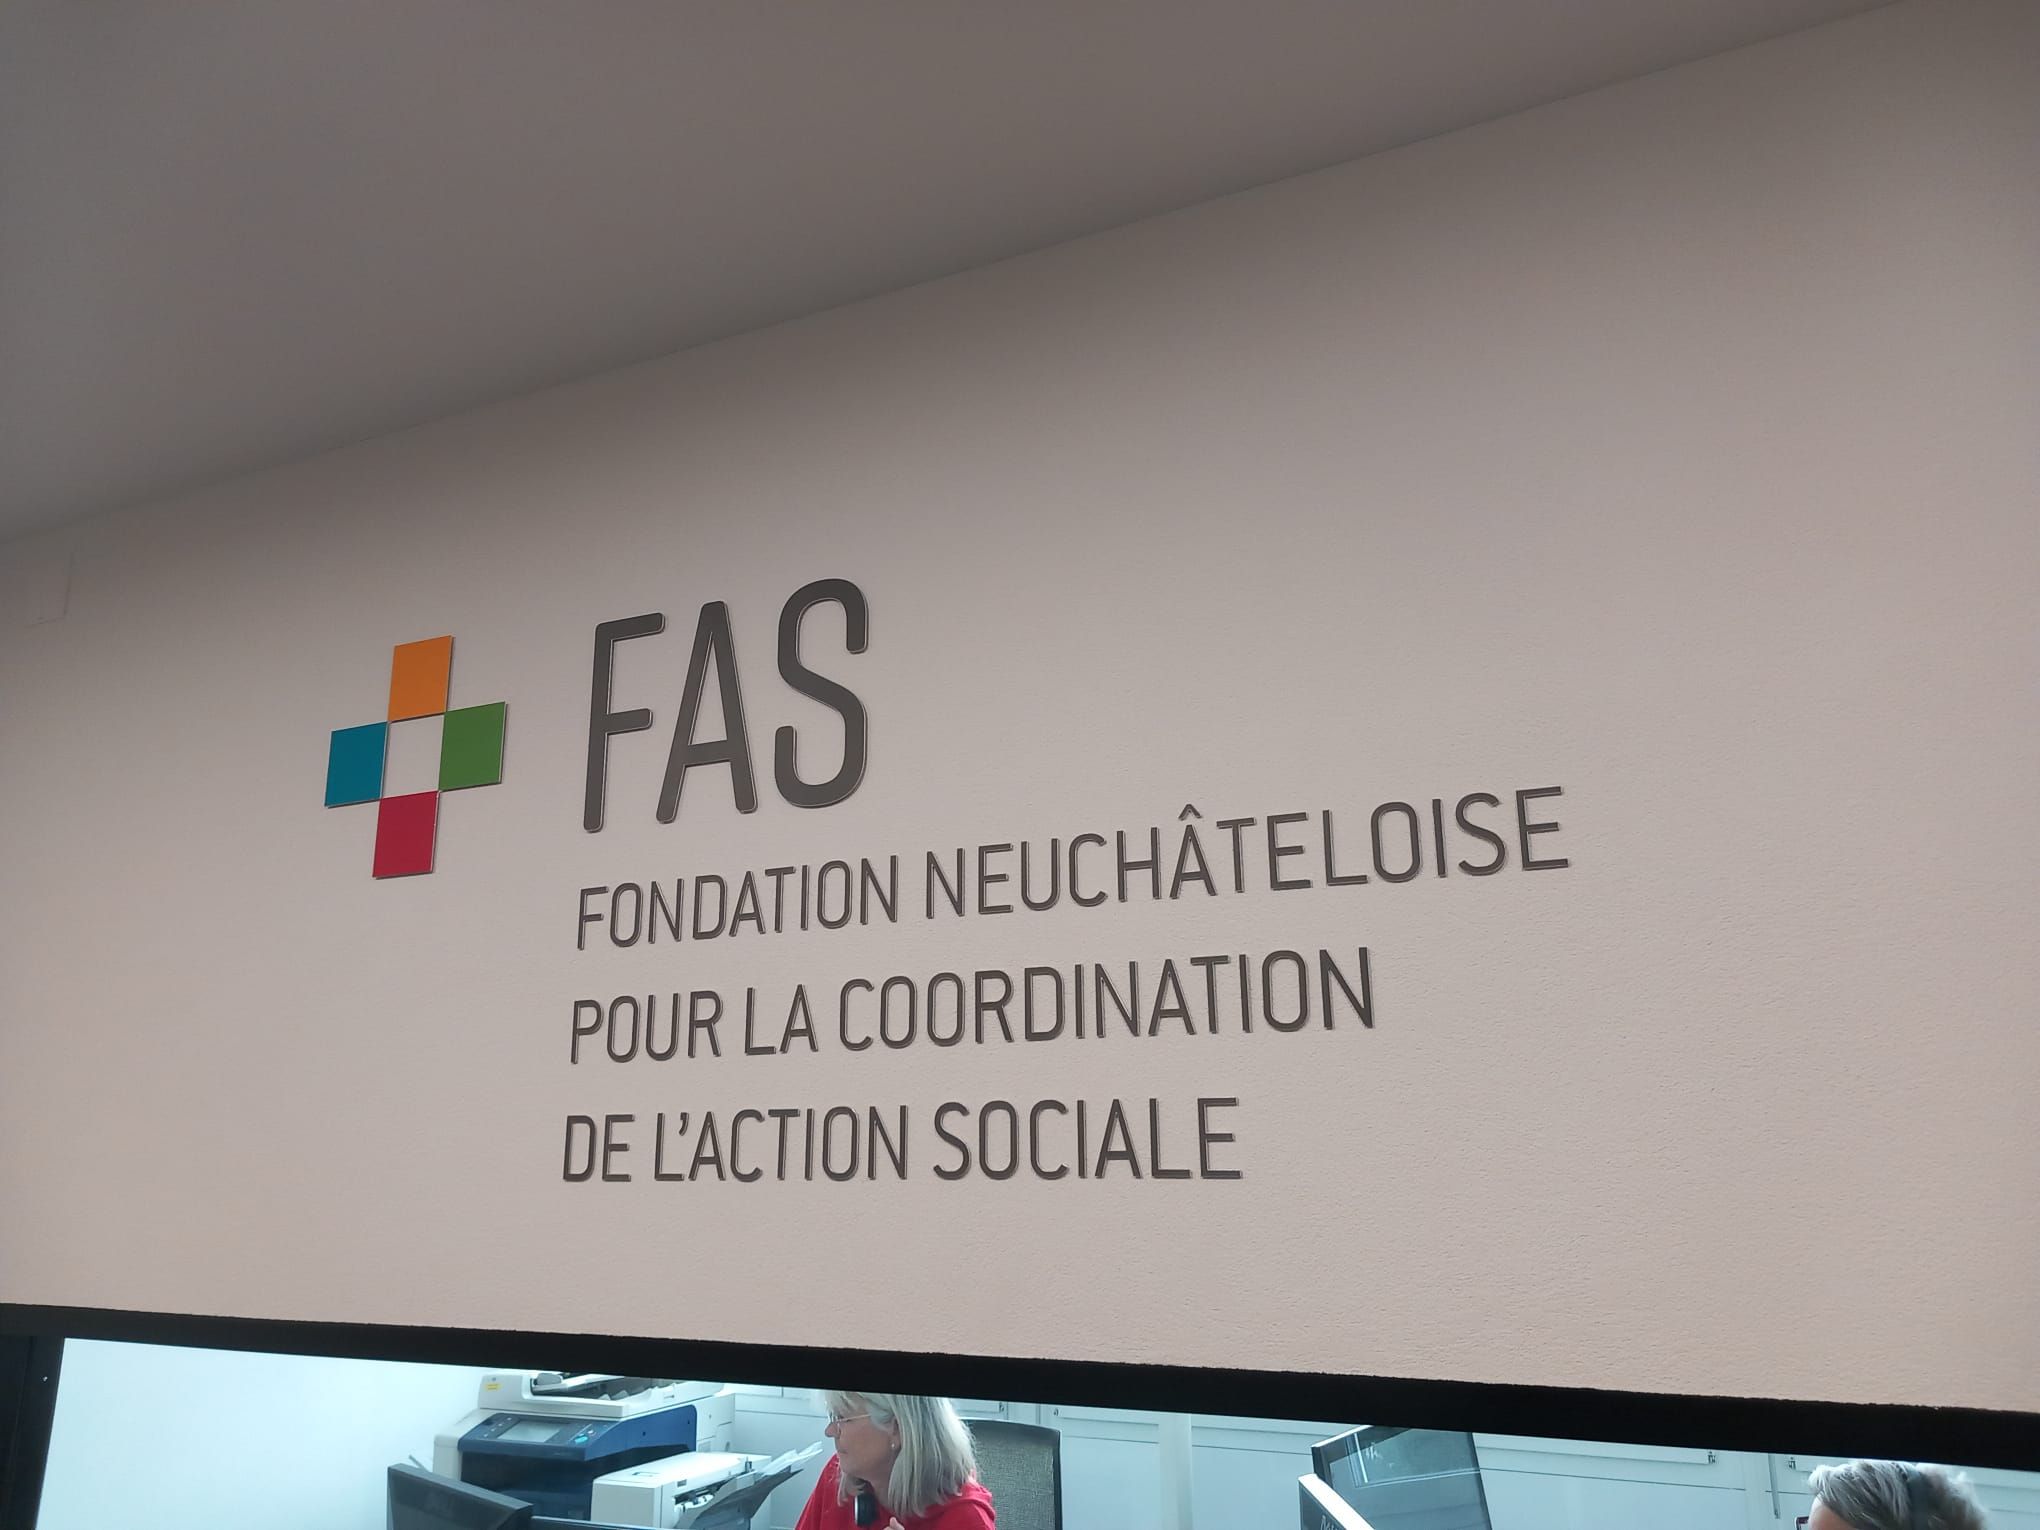 FAS
FONDATION NEUCHÂTELOISE
POUR LA COORDINATION
DE L'ACTION SOCIALE